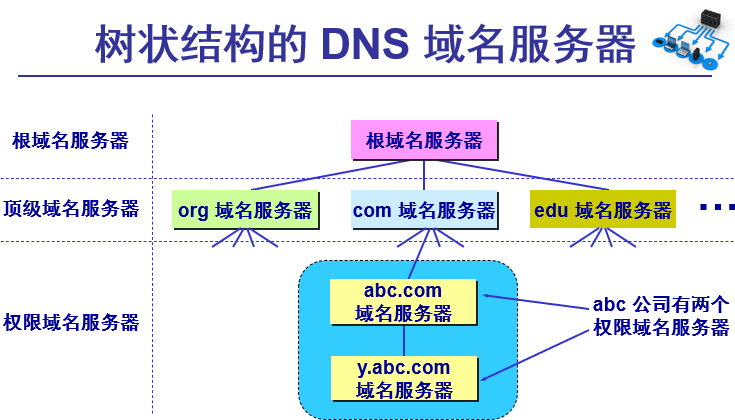 树状结构的 DNS 域名服务器
根域名服务器
根域名服务器
顶级域名服务器
org 域名服务器
com 域名服务器
edu 域名服务器
…
权限域名服务器
abc.com
域名服务器
y.abc.com
域名服务器
abc 公司有两个
权限域名服务器